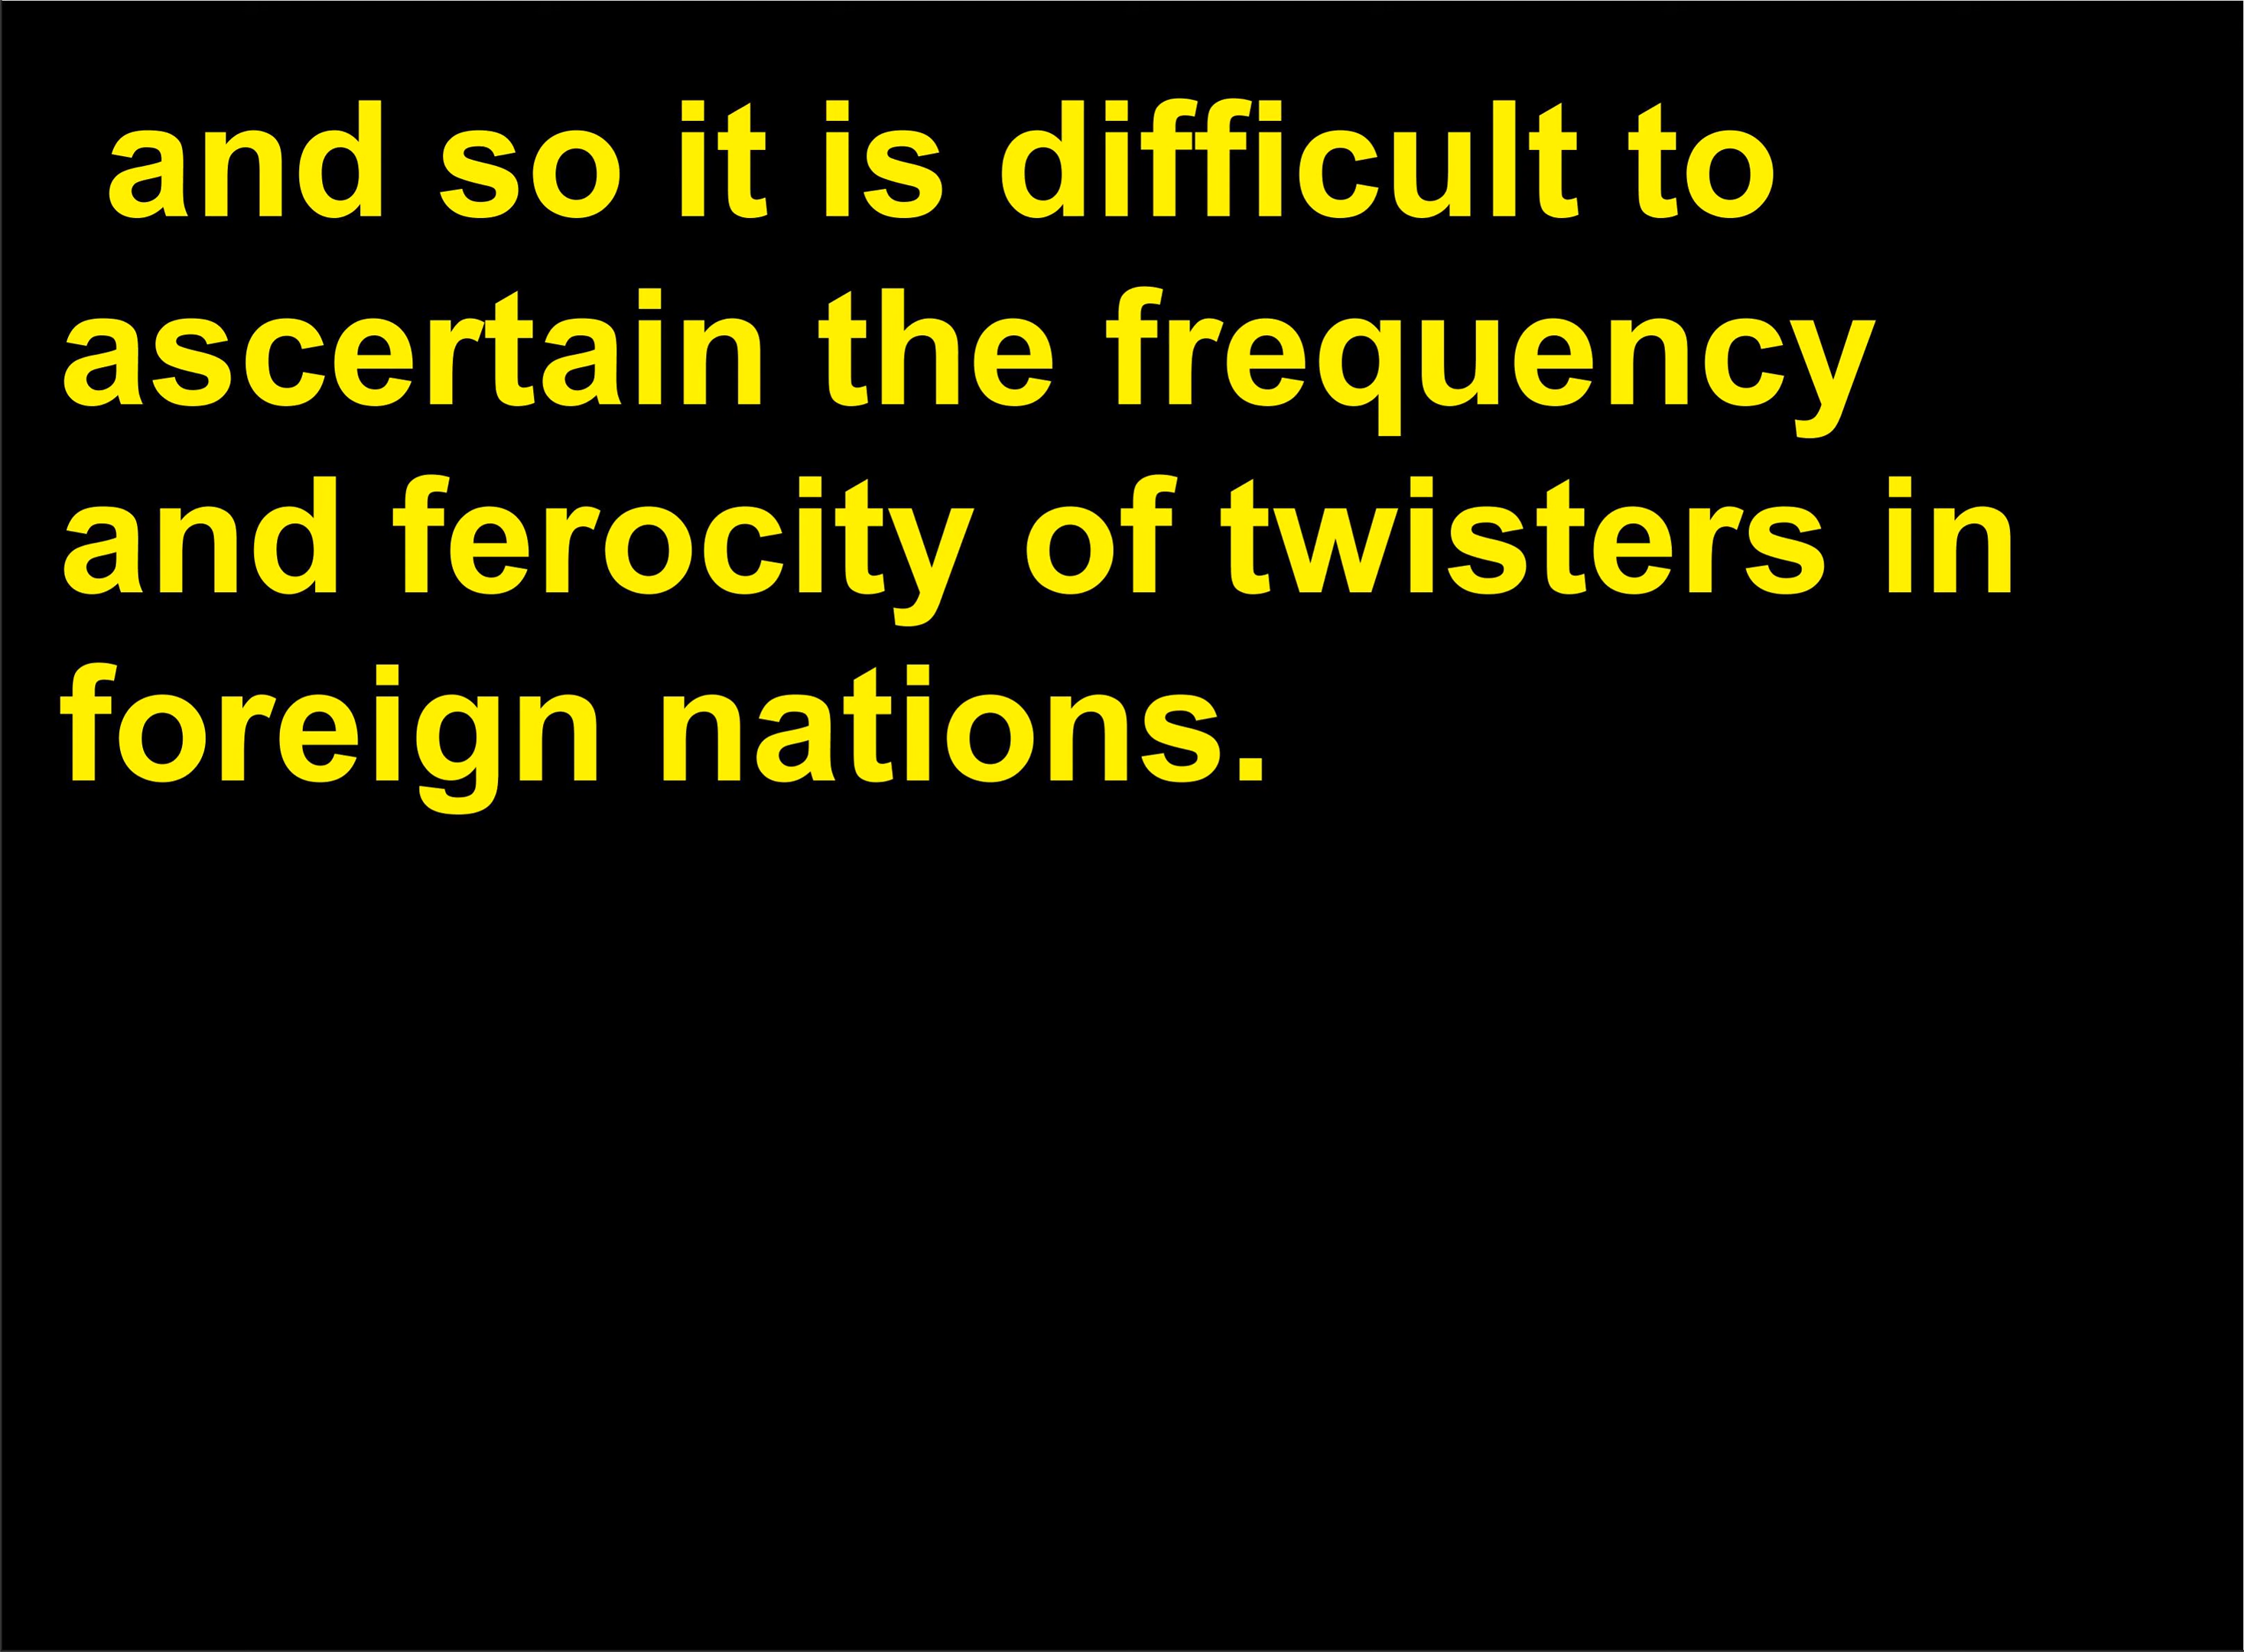 and so it is difficult to
ascertain the frequency
and ferocity of twisters in
foreign nations.